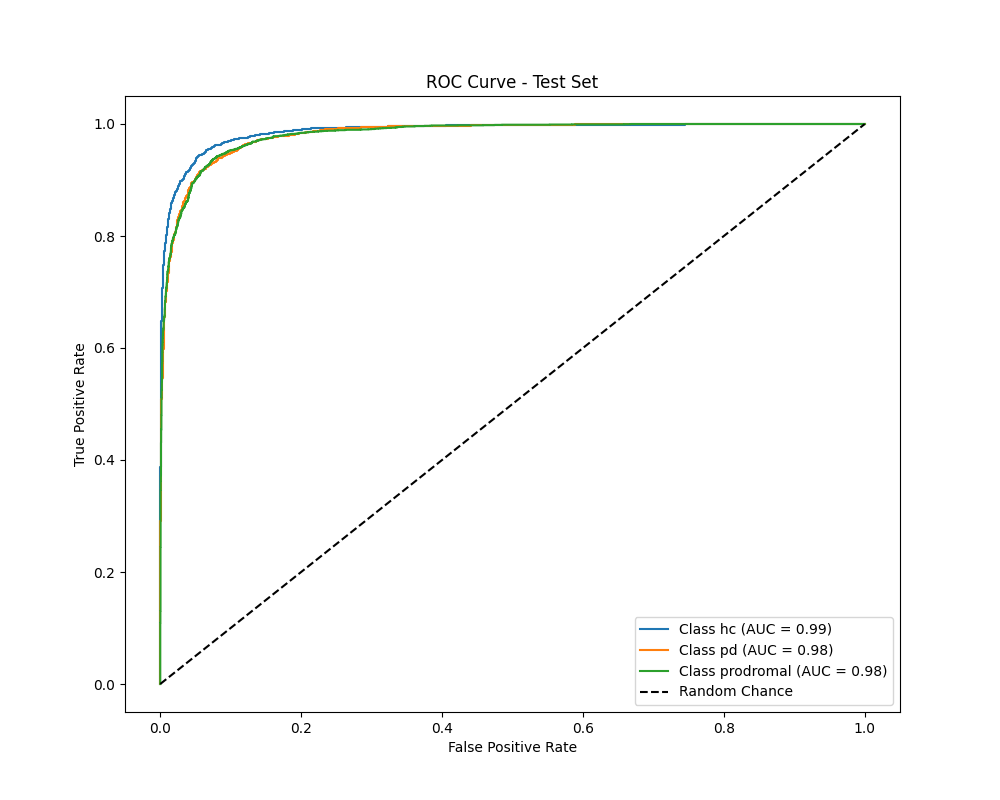 ROC Curve - Test Set
True Positive Rate
1.0
0.8
0.6
0.4
0.2
0.0
0.0 0.2 0.4 0.6 0.8 1.0
False Positive Rate
Class hc (AUC = 0.99)
Class pd (AUC = 0.98)
Class prodromal (AUC = 0.98)
Random Chance